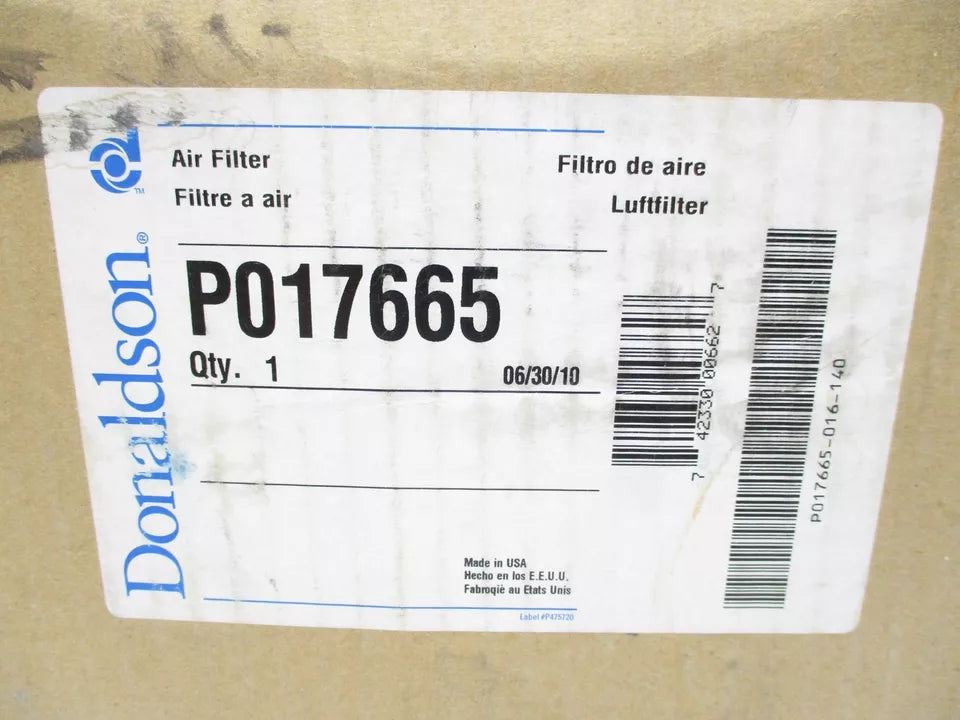 Donaldson®
TM
Air Filter
Filtre a air
Filtro de aire
Luftfilter
P017665
Qty. 1
06/30/10
7 42330 00662 7
P017665-016-140
Made in USA
Hecho en los E.E.U.U.
Fabroqié au Etats Unis
Label #P475720